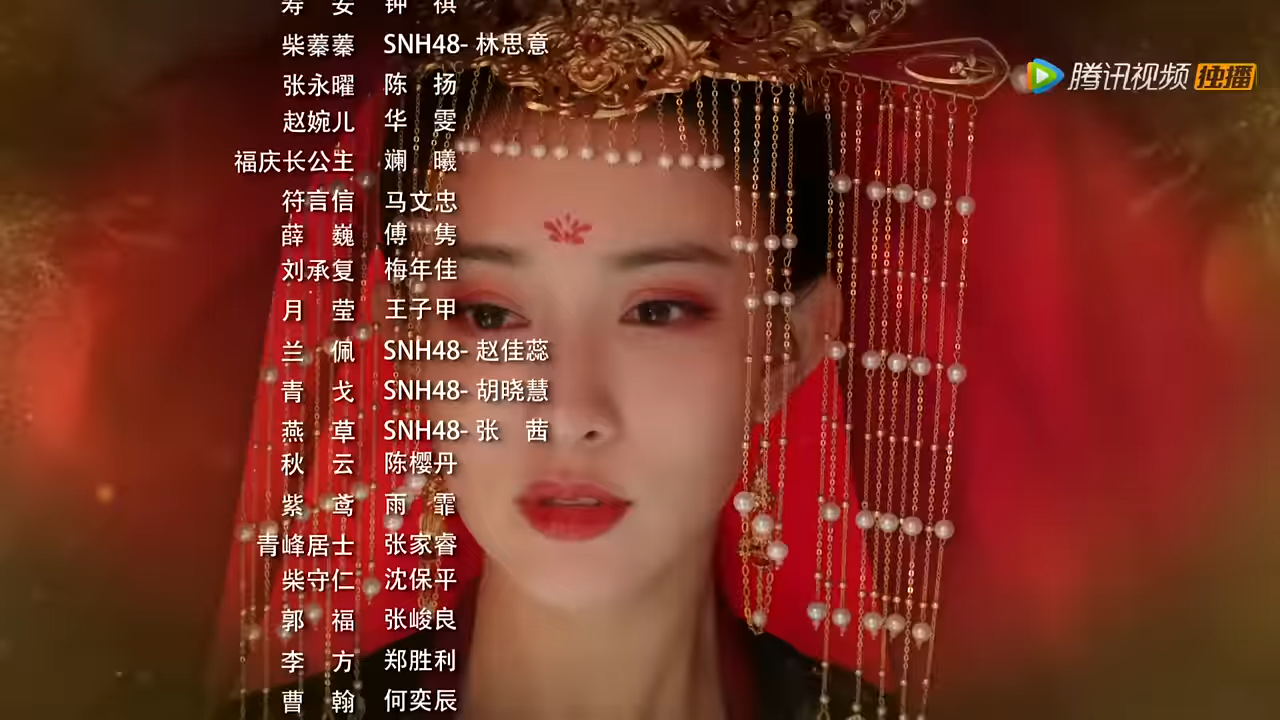 寿 安 钟 祺
柴蓁蓁 SNH48- 林思意
张永曜 陈 扬
赵婉儿 华 雯
福庆长公主 斓 曦
符言信 马文忠
薛 巍 傅 隽
刘承复 梅年佳
月 莹 王子甲
兰 佩 SNH48- 赵佳蕊
青 戈 SNH48- 胡晓慧
燕 草 SNH48- 张 茜
秋 云 陈樱丹
紫 鸢 雨 霏
青峰居士 张家睿
柴守仁 沈保平
郭 福 张峻良
李 方 郑胜利
曹 翰 何奕辰
腾讯视频 独播